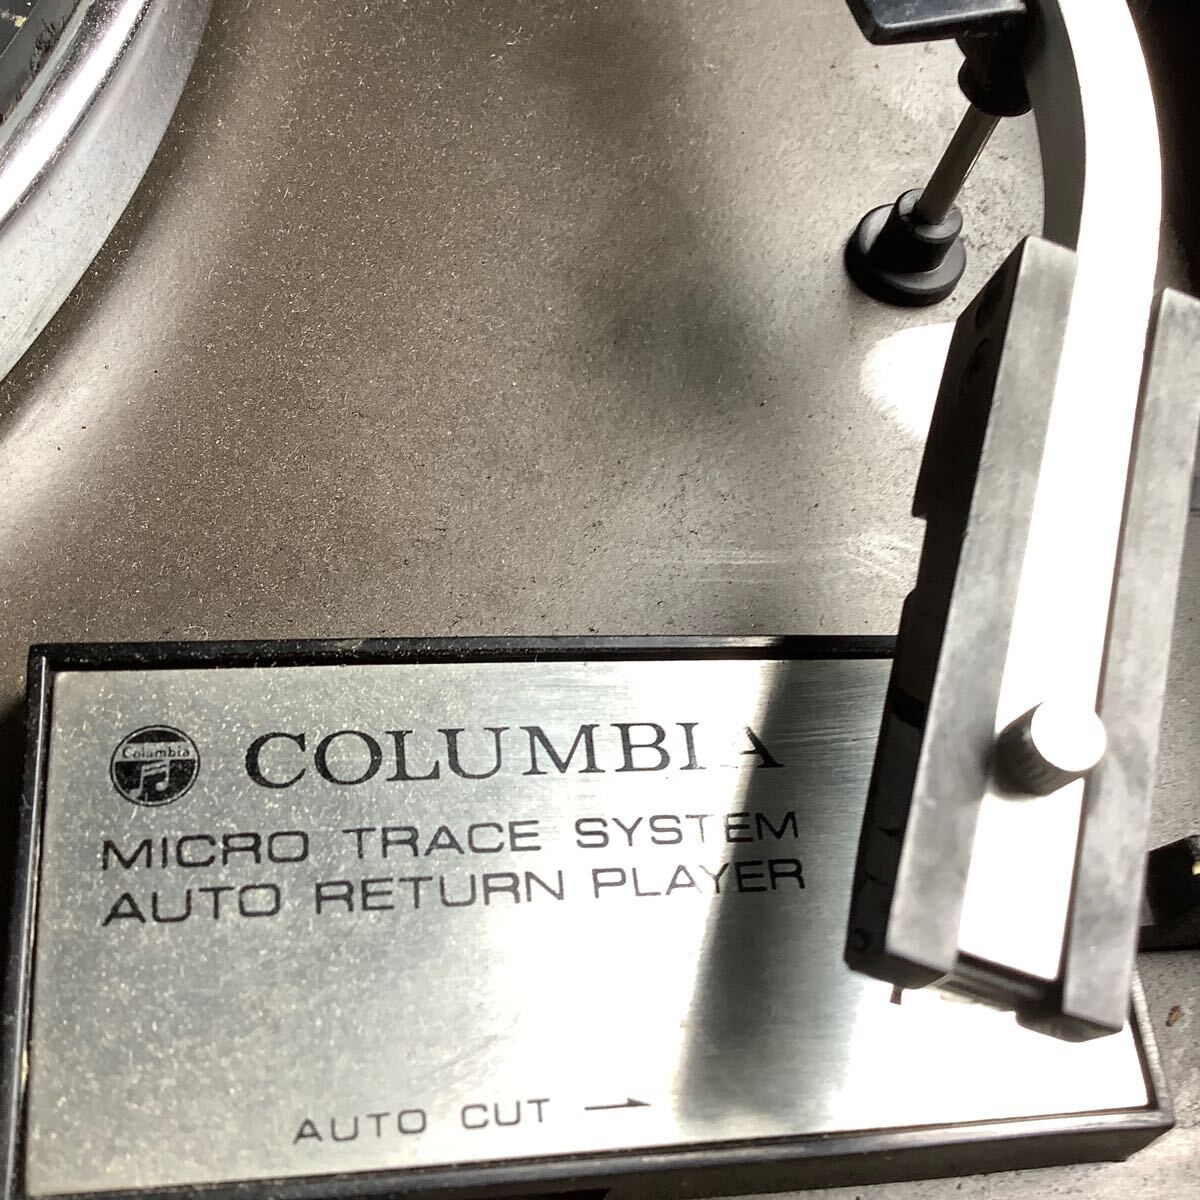 Columbia
COLUMBIA
MICRO TRACE SYSTEM
AUTO RETURN PLAYER
AUTO CUT →